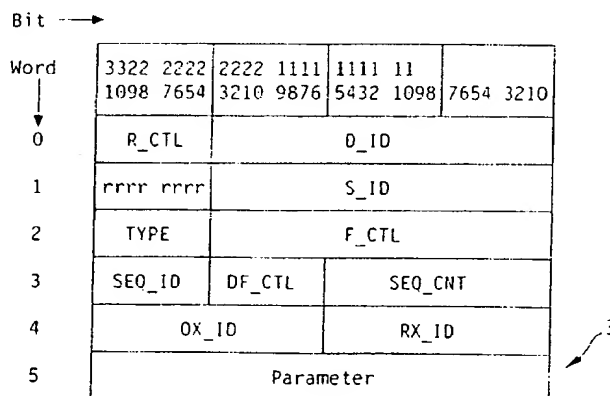 Bit
Word
3322 2222 2222 1111 1111 11
1098 7654 3210 9876 5432 1098 7654 3210
0 R_CTL D_ID
1 rrrr rrrr S_ID
2 TYPE F_CTL
3 SEQ_ID DF_CTL SEQ_CNT
4 OX_ID RX_ID
5 Parameter